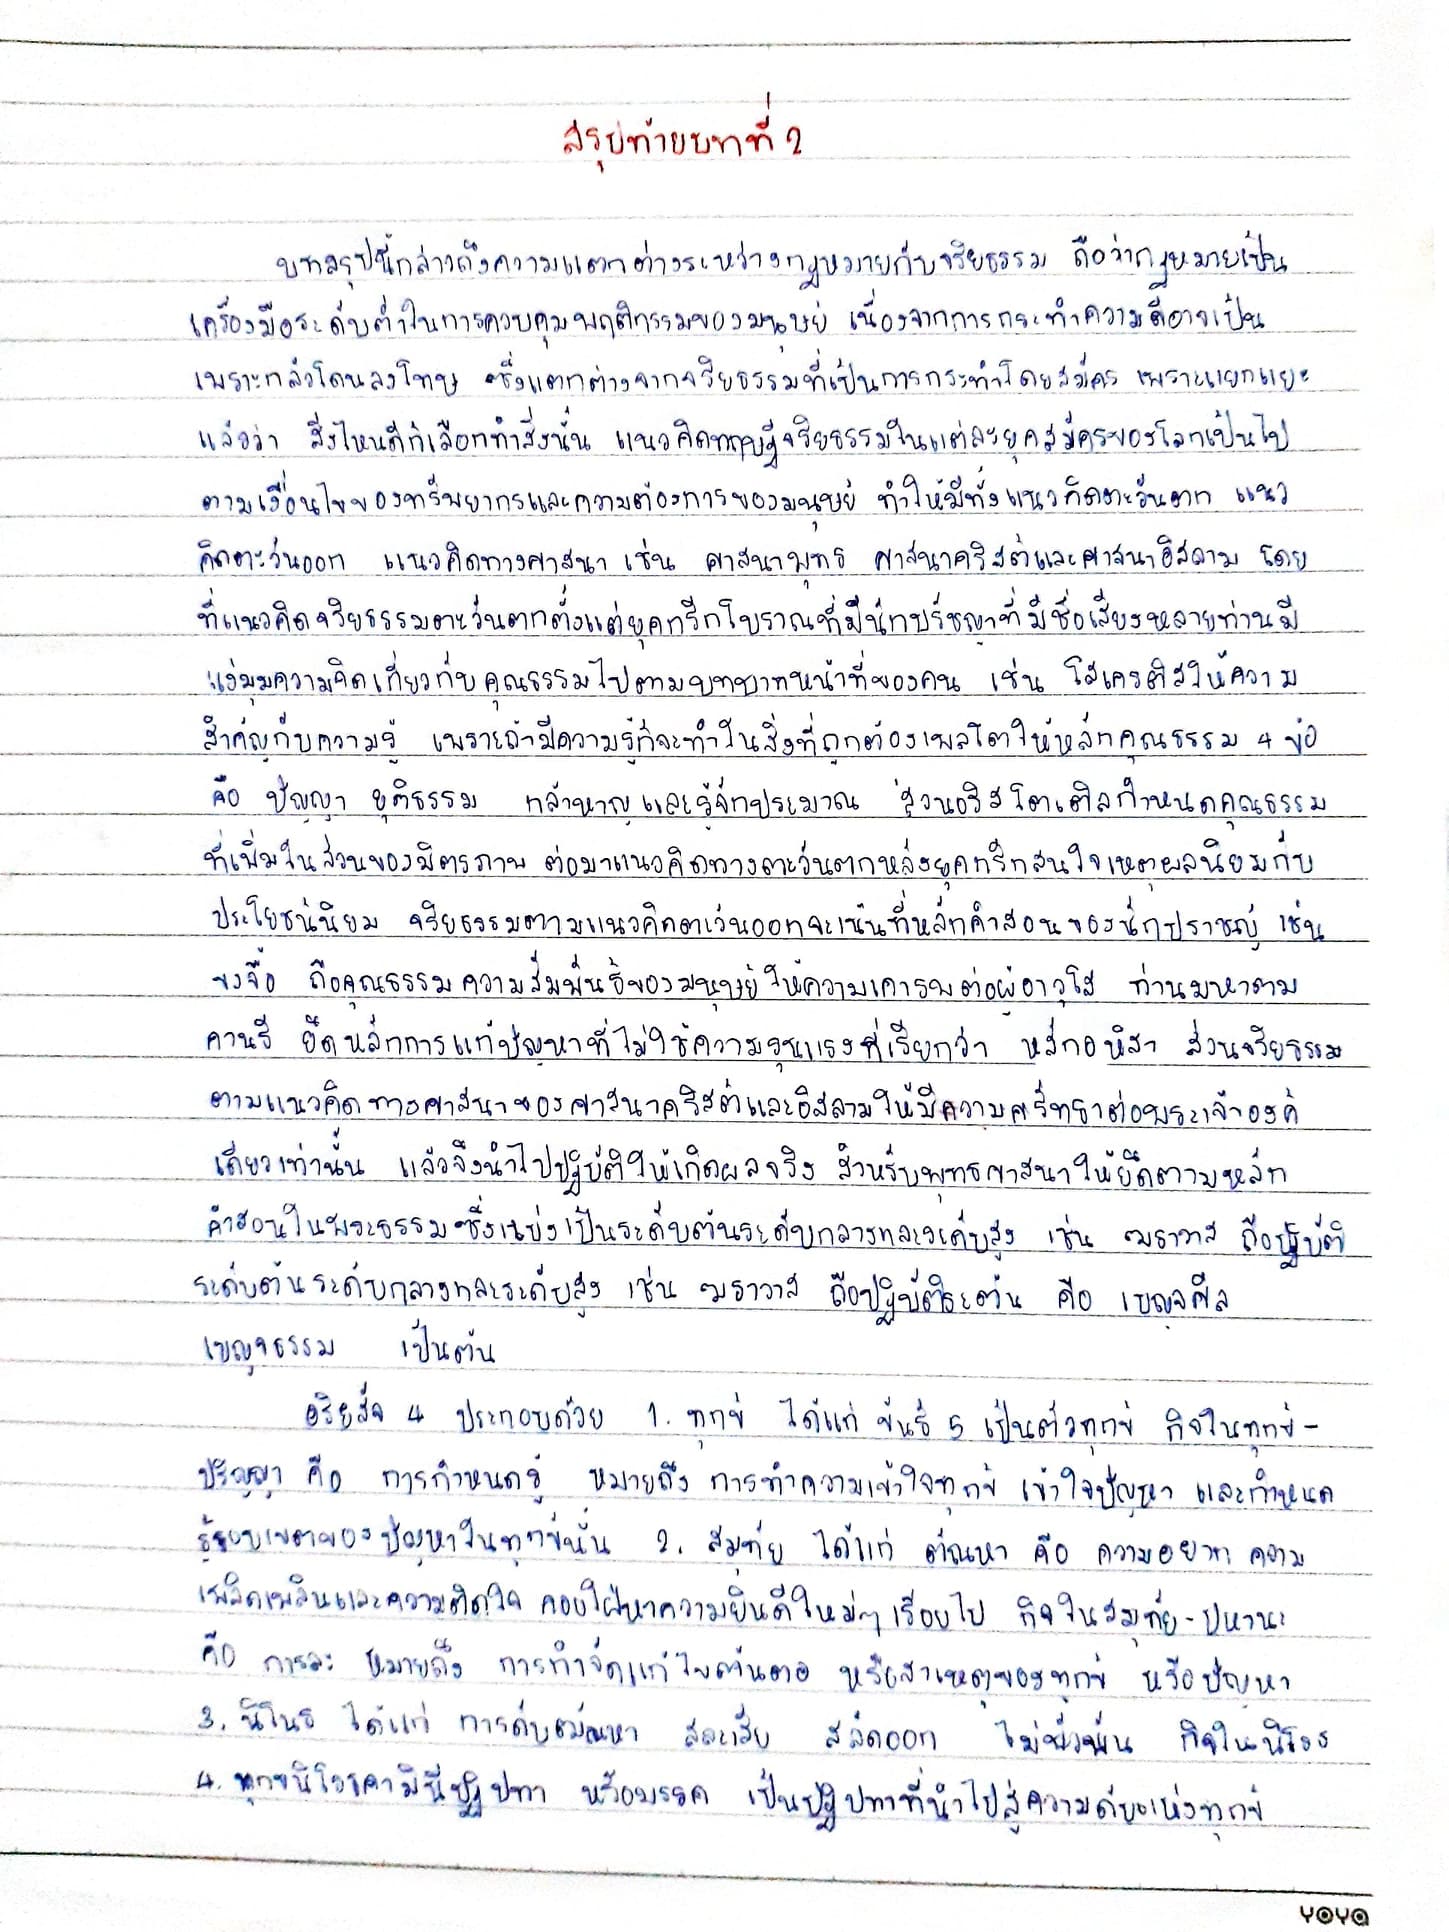 สรุปท้ายบทที่ 2
บทสรุปนี้กล่าวถึงความแตกต่างระหว่างกฎหมายกับจริยธรรม ถือว่ากฎหมายเป็น
เครื่องมือระดับต่ำในการควบคุมพฤติกรรมของมนุษย์ เนื่องจากการกระทำความดีอาจเป็น
เพราะกลัวโดนลงโทษ ซึ่งแตกต่างจากจริยธรรมที่เป็นการกระทำโดยสมัคร เพราะแยกแยะ
แล้วว่า สิ่งไหนดีก็เลือกทำสิ่งนั้น แนวคิดทฤษฎีจริยธรรมในแต่ละยุคสมัครของโลกเป็นไป
ตามเงื่อนไขของทรัพยากรและความต้องการของมนุษย์ ทำให้มีทั้งแนวคิดตะวันตก แนว
คิดตะวันออก แนวคิดทางศาสนา เช่น ศาสนาพุทธ ศาสนาคริสต์และศาสนาอิสลาม โดย
ที่แนวคิดจริยธรรมตะวันตกตั้งแต่ยุคกรีกโบราณที่มีนักปรัชญาที่มีชื่อเสียงหลายท่านมี
แง่มุมความคิดเกี่ยวกับคุณธรรมไปตามบทบาทหน้าที่ของคน เช่น โสเครติสให้ความ
สำคัญกับความรู้ เพราะถ้ามีความรู้ก็จะทำในสิ่งที่ถูกต้องเพลโตให้หลักคุณธรรม 4 ข้อ
คือ ปัญญา ยุติธรรม กล้าหาญและรู้จักประมาณ ส่วนอริสโตเติลกำหนดคุณธรรม
ที่เพิ่มในส่วนของมิตรภาพ ต่อมาแนวคิดทางตะวันตกหลังยุคกรีกสนใจเหตุผลนิยมกับ
ประโยชน์นิยม จริยธรรมตามแนวคิดตะวันออกจะเน้นที่หลักคำสอนของนักปราชญ์ เช่น
ขงจื้อ ถือคุณธรรมความสัมพันธ์ของมนุษย์ ให้ความเคารพต่อผู้อาวุโส ท่านมหาตม
คานธี ยึดหลักการแก้ปัญหาที่ไม่ใช้ความรุนแรงที่เรียกว่า หลักอหิสา ส่วนจริยธรรม
ตามแนวคิดทางศาสนาของศาสนาคริสต์และอิสลามให้มีความศรัทธาต่อพระเจ้าองค์
เดียวเท่านั้น แล้วจึงนำไปปฏิบัติให้เกิดผลจริง สำหรับพุทธศาสนาให้ยึดตามหลัก
คำสอนในพระธรรมซึ่งแบ่งเป็นระดับต้นระดับกลางและระดับสูง เช่น ฆราวาส ถือปฏิบัติ
ระดับต้นระดับกลางและระดับสูง เช่น ฆราวาส ถือปฏิบัติระต้น คือ เบญจศีล
เบญจธรรม เป็นต้น
อริยสัจ 4 ประกอบด้วย 1. ทุกข์ ได้แก่ ขันธ์ 5 เป็นตัวทุกข์ กิจในทุกข์-
ปริญญา คือ การกำหนดรู้ หมายถึง การทำความเข้าใจทุกข์ เข้าใจปัญหา และกำหนด
รู้ขอบเขตของปัญหาในทุกข์นั้น 2. สมุทัย ได้แก่ ตัณหา คือ ความอยาก ความ
เพลิดเพลินและความติดใจ คอยใฝ่หาความยินดีใหม่ๆ เรื่อยไป กิจในสมุทัย-ปหานะ
คือ การละ หมายถึง การกำจัดแก้ไขต้นตอ หรือสาเหตุของทุกข์ หรือปัญหา
3. นิโรธ ได้แก่ การดับตัณหา สละเสีย สลัดออก ไม่พัวพัน กิจในนิโรธ
4. ทุกขนิโรธคามินีปฏิปทา หรือมรรค เป็นปฏิปทาที่นำไปสู่ความดับแห่งทุกข์
YOYA